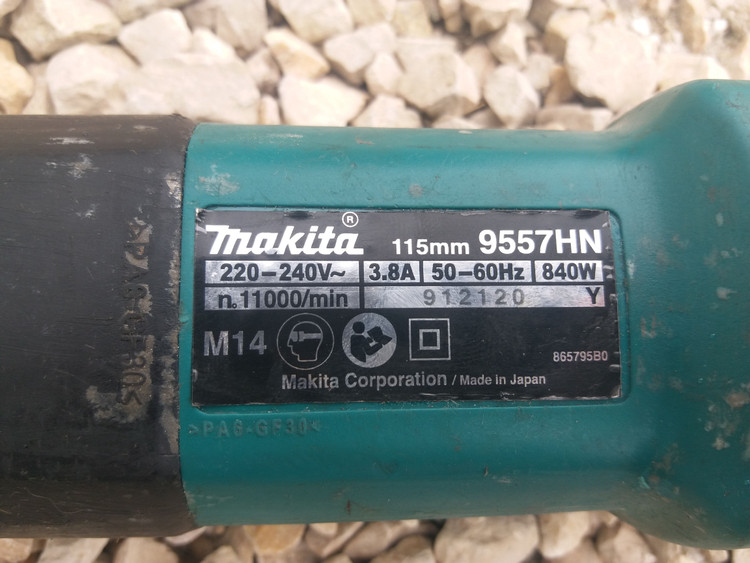 makita® 115mm 9557HN
220-240V~ 3.8A 50-60Hz 840W
n₀11000/min 912120 Y
M14
865795B0
Makita Corporation / Made in Japan
>PA6-GF30<